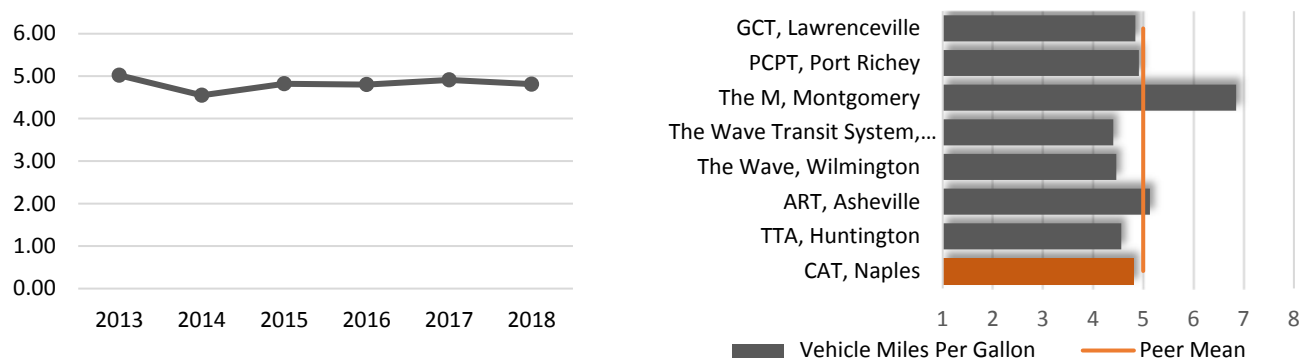 6.00
5.00
4.00
3.00
2.00
1.00
0.00
2013 2014 2015 2016 2017 2018
GCT, Lawrenceville
PCPT, Port Richey
The M, Montgomery
The Wave Transit System,...
The Wave, Wilmington
ART, Asheville
TTA, Huntington
CAT, Naples
1 2 3 4 5 6 7 8
Vehicle Miles Per Gallon Peer Mean